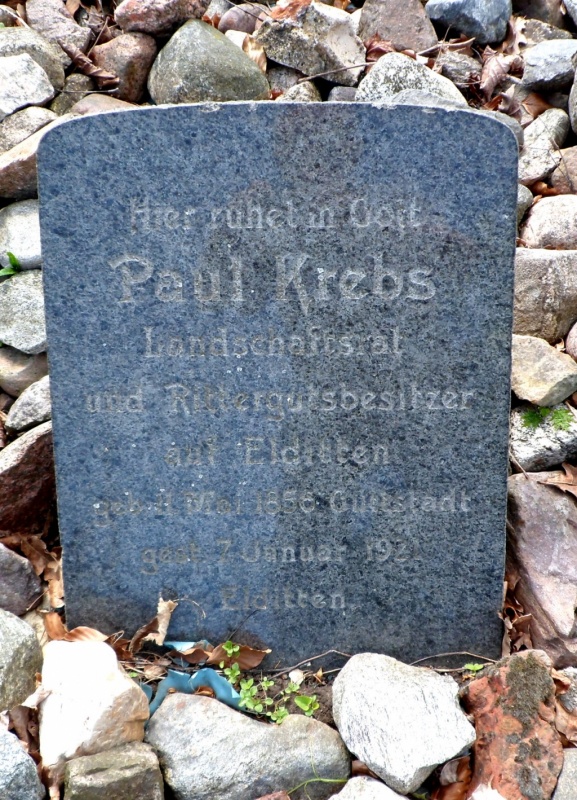 Hier ruhet in Gott
Paul Krebs
Landschaftsrat
und Rittergutsbesitzer
auf Elditten
geb. 1 Mai 1856 Guttstadt
gest. 7 Januar
Elditten.